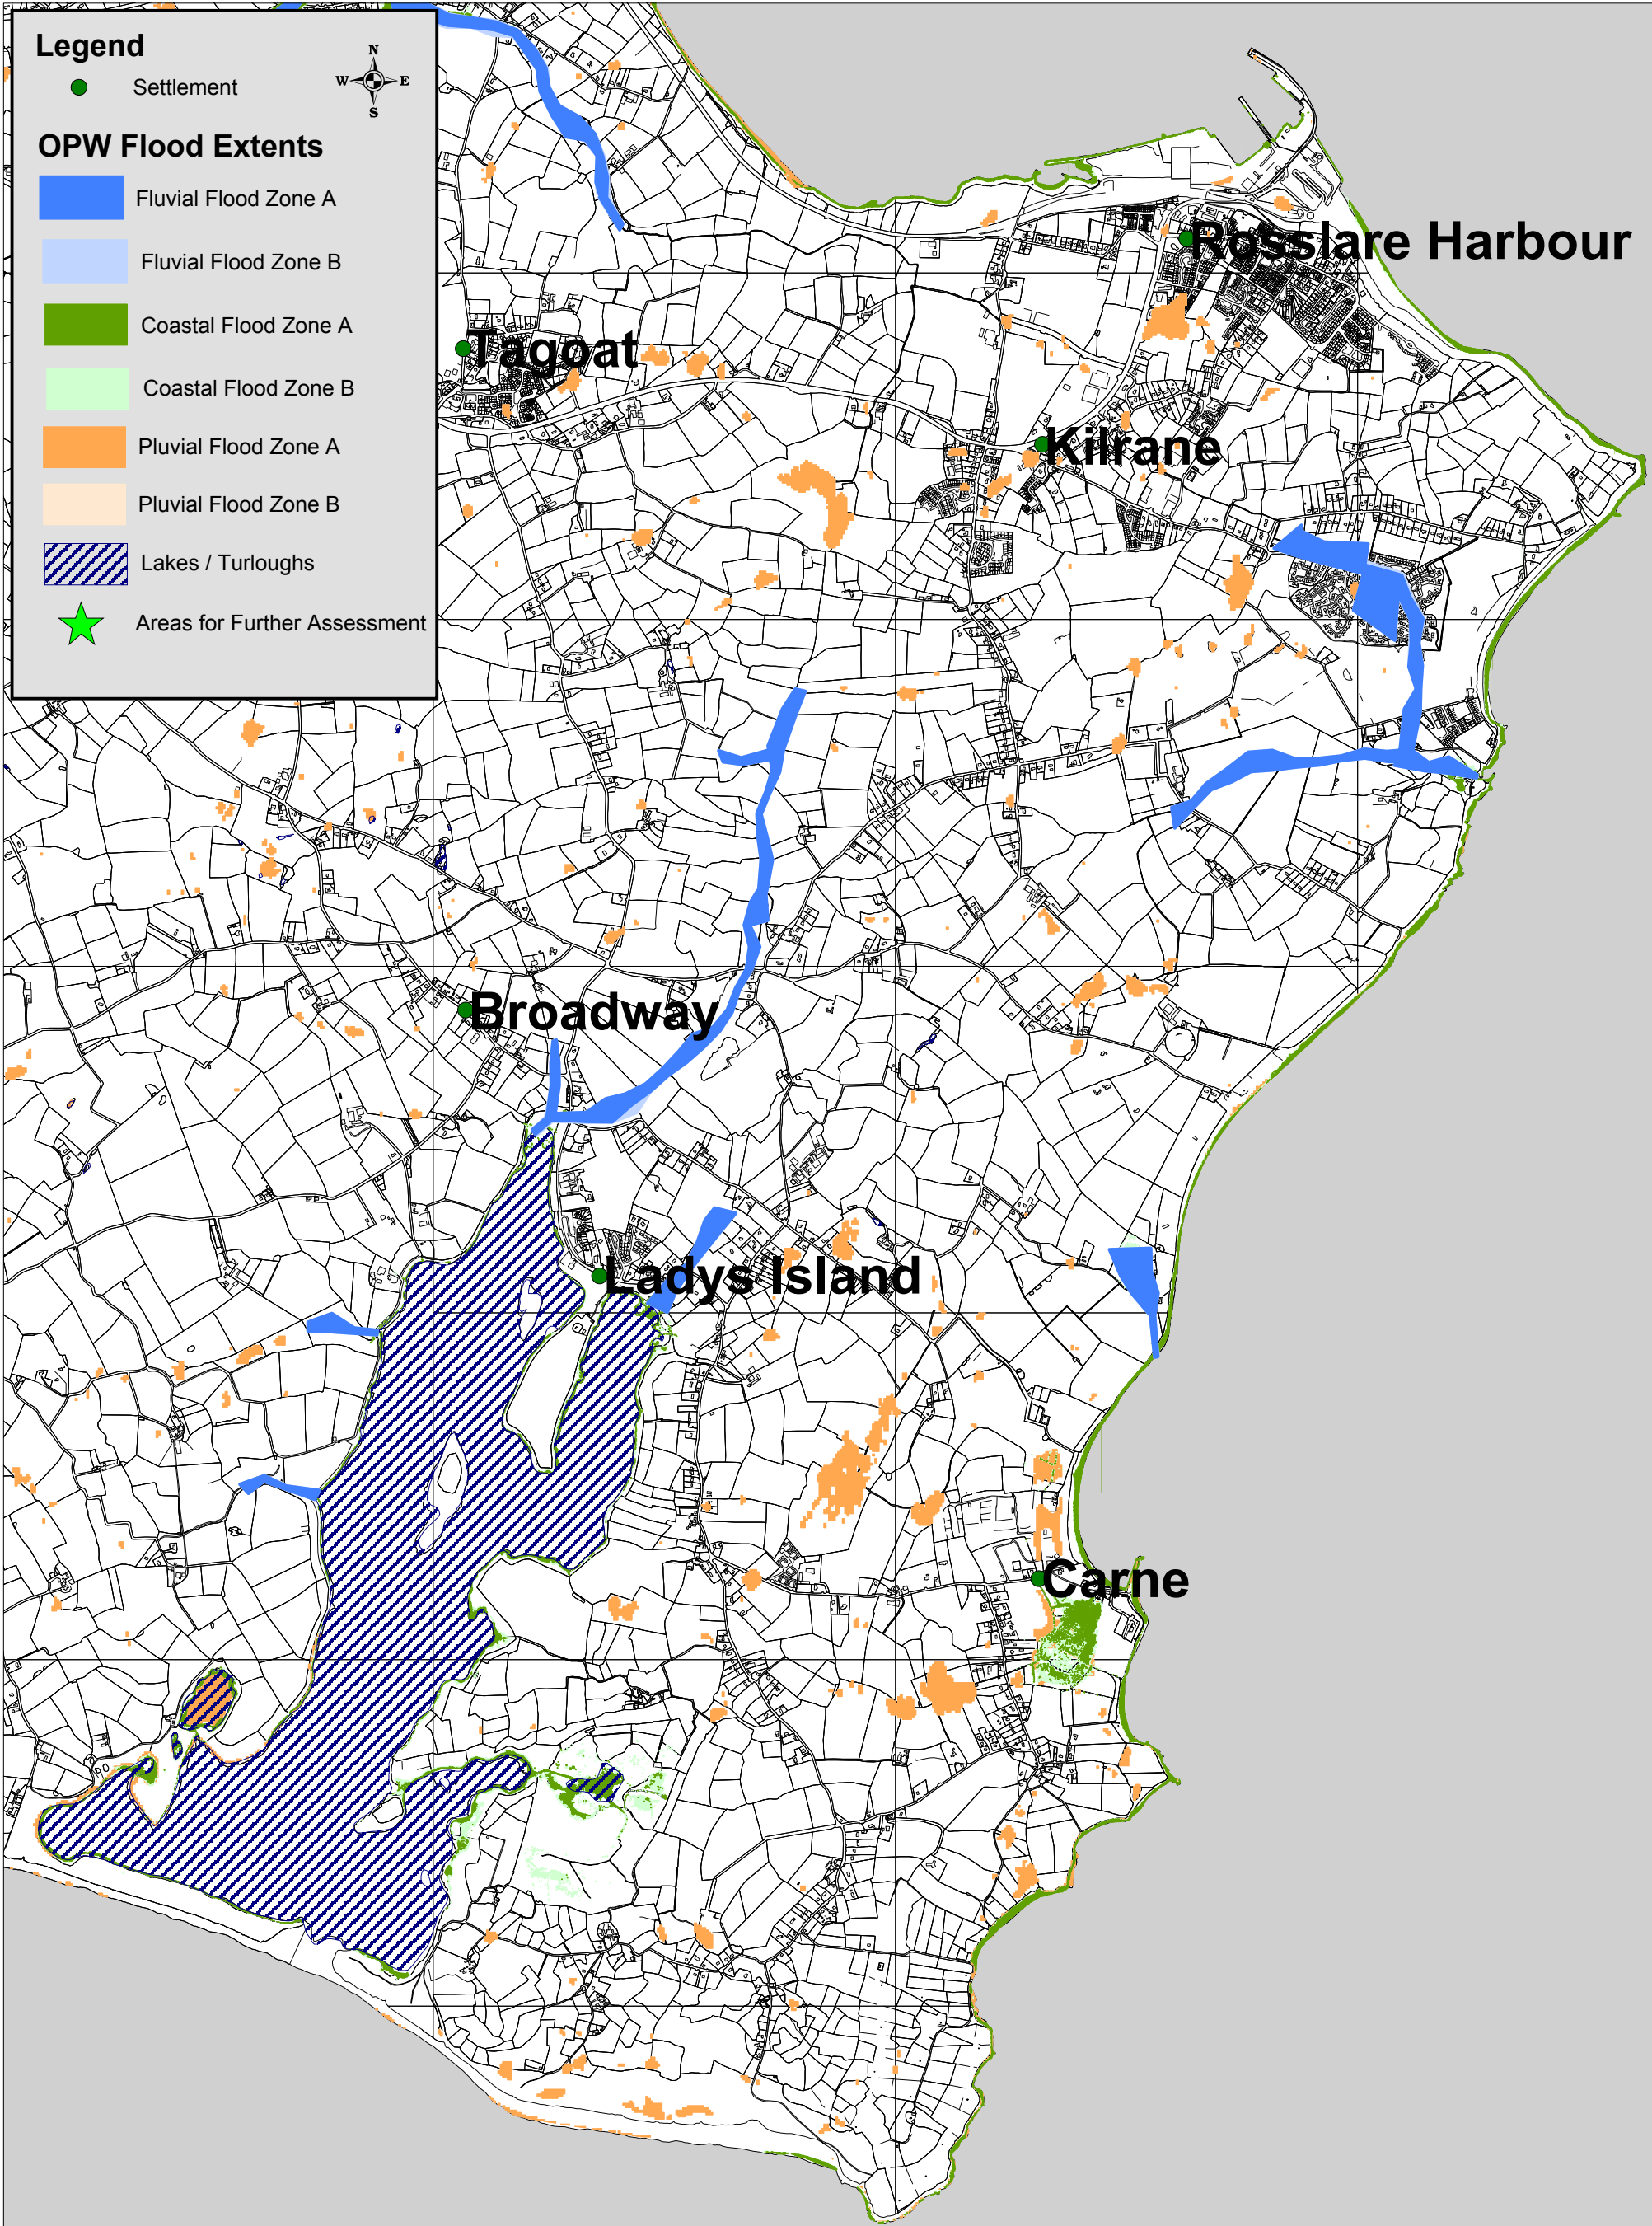 Legend
N
W E
S
Settlement
OPW Flood Extents
Fluvial Flood Zone A
Fluvial Flood Zone B
Coastal Flood Zone A
Coastal Flood Zone B
Pluvial Flood Zone A
Pluvial Flood Zone B
Lakes / Turloughs
Areas for Further Assessment
Rosslare Harbour
Tagoat
Kilrane
Broadway
Ladys Island
Carne